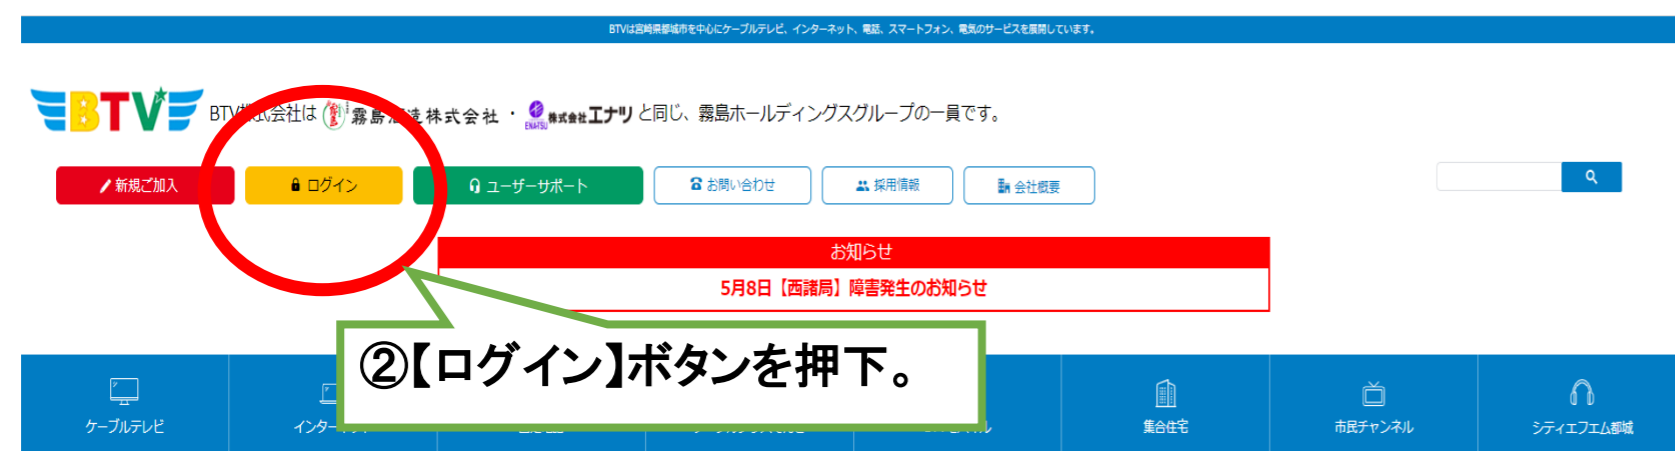 BTVは宮崎県都城市を中心にケーブルテレビ、インターネット、電話、スマートフォン、電気のサービスを展開しています。
BTV BTV株式会社は 霧島酒造株式会社 ・ ENATSU 株式会社エナツ と同じ、霧島ホールディングスグループの一員です。
新規ご加入 ログイン ユーザーサポート お問い合わせ 採用情報 会社概要
お知らせ
5月8日【西諸局】障害発生のお知らせ
②【ログイン】ボタンを押下。
ケーブルテレビ 集合住宅 市民チャンネル シティエフエム都城